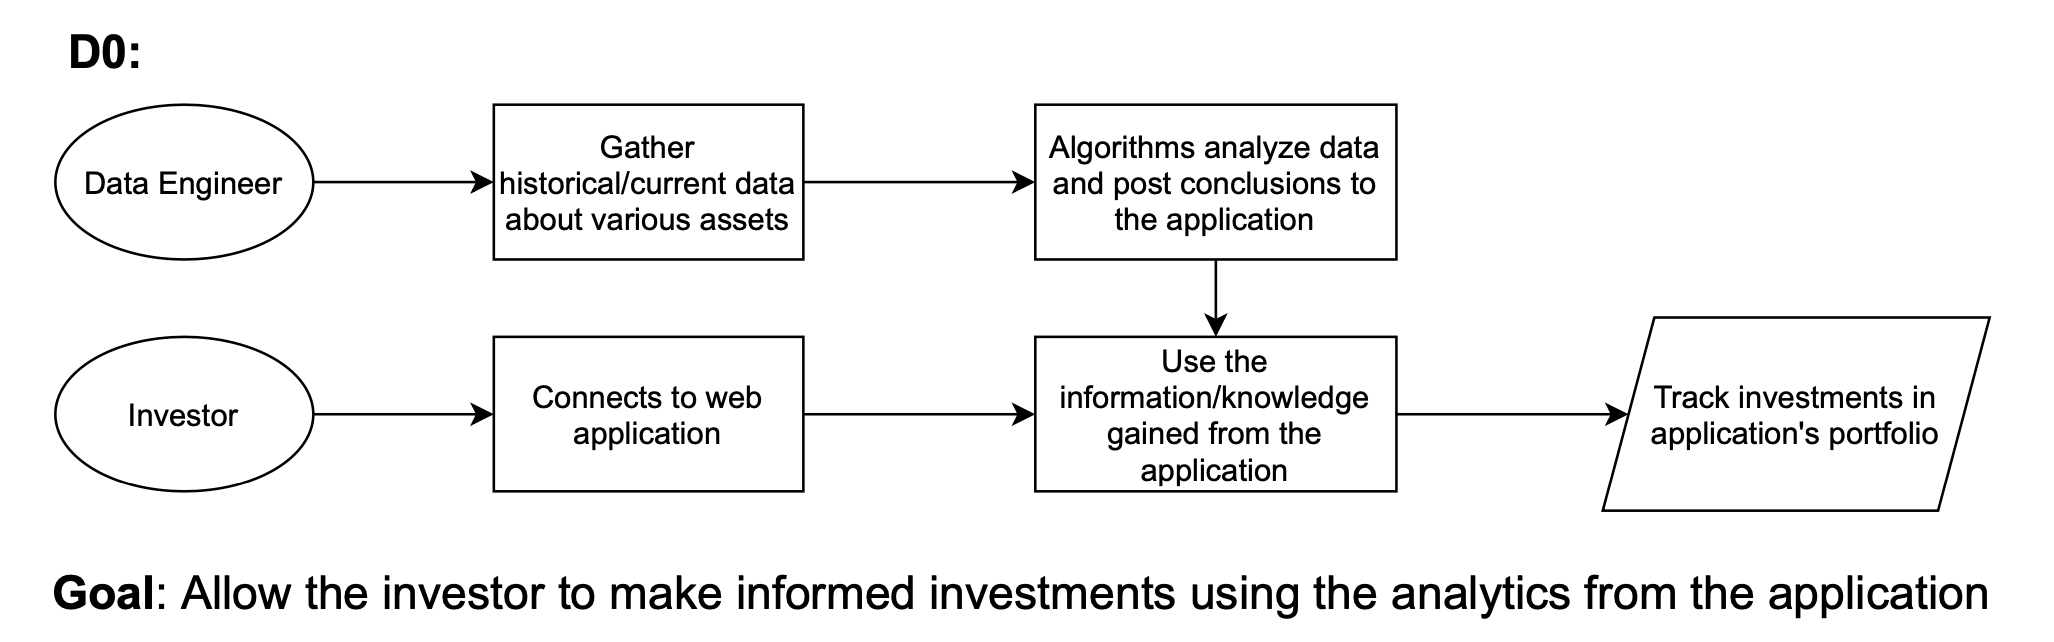 D0:
Data Engineer
Gather
historical/current data
about various assets
Algorithms analyze data
and post conclusions to
the application
Investor
Connects to web
application
Use the
information/knowledge
gained from the
application
Track investments in
application's portfolio
Goal: Allow the investor to make informed investments using the analytics from the application